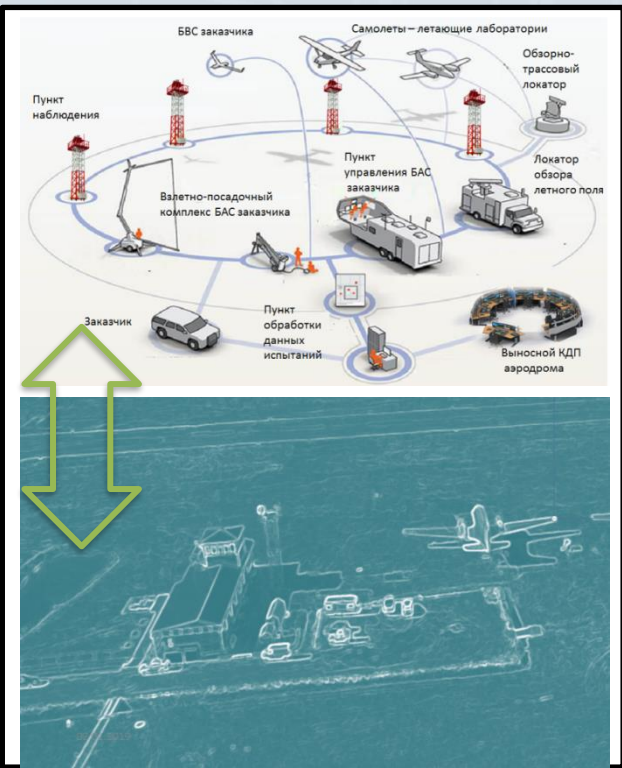 БВС заказчика
Самолеты – летающие лаборатории
Обзорно-
трассовый
локатор
Пункт
наблюдения
Пункт
управления БАС
заказчика
Локатор
обзора
летного поля
Взлетно-посадочный
комплекс БАС заказчика
Заказчик
Пункт
обработки
данных
испытаний
Выносной КДП
аэродрома